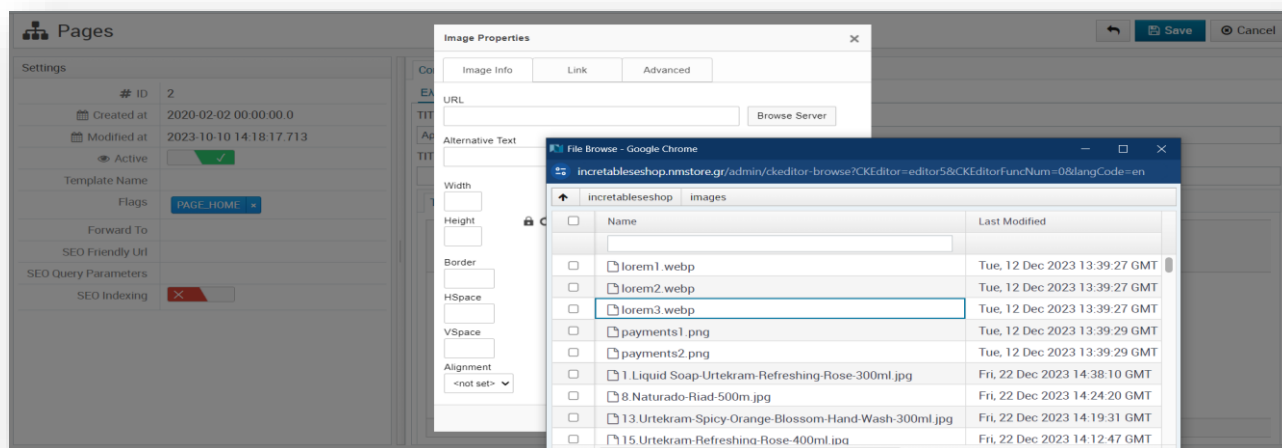 Pages
Save
Cancel
Settings
# ID 2
Created at 2020-02-02 00:00:00.0
Modified at 2023-10-10 14:18:17.713
Active
Template Name
Flags PAGE_HOME ×
Forward To
SEO Friendly Url
SEO Query Parameters
SEO Indexing
Image Properties
Image Info Link Advanced
URL
Browse Server
Alternative Text
Width
Height
Border
HSpace
VSpace
Alignment
<not set>
File Browse - Google Chrome
incretableseshop.nmstore.gr/admin/ckeditor-browse?CKEditor=editor5&CKEditorFuncNum=0&langCode=en
incretableseshop images
Name Last Modified
lorem1.webp Tue, 12 Dec 2023 13:39:27 GMT
lorem2.webp Tue, 12 Dec 2023 13:39:27 GMT
lorem3.webp Tue, 12 Dec 2023 13:39:27 GMT
payments1.png Tue, 12 Dec 2023 13:39:29 GMT
payments2.png Tue, 12 Dec 2023 13:39:29 GMT
1.Liquid Soap-Urtekram-Refreshing-Rose-300ml.jpg Fri, 22 Dec 2023 14:38:10 GMT
8.Naturado-Riad-500m.jpg Fri, 22 Dec 2023 14:24:20 GMT
13.Urtekram-Spicy-Orange-Blossom-Hand-Wash-300ml.jpg Fri, 22 Dec 2023 14:19:31 GMT
15.Urtekram-Refreshing-Rose-400ml.jpg Fri, 22 Dec 2023 14:12:47 GMT